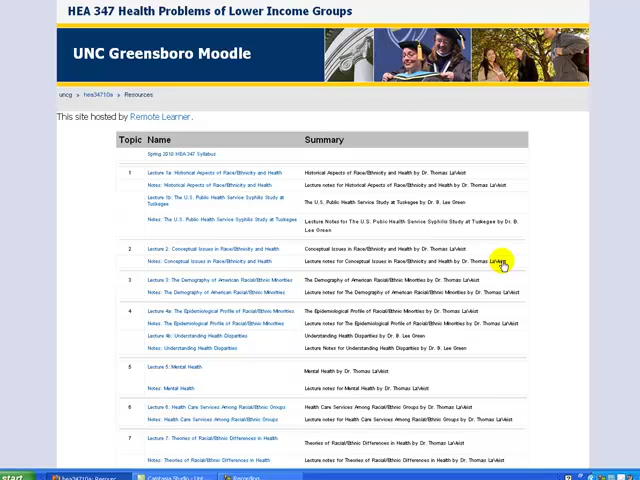 HEA 347 Health Problems of Lower Income Groups
UNC Greensboro Moodle
uncg » hea34710a » Resources
This site hosted by Remote Learner.
Topic Name Summary
Spring 2010 HEA 347 Syllabus
1 Lecture 1a: Historical Aspects of Race/Ethnicity and Health Historical Aspects of Race/Ethnicity and Health by Dr. Thomas LaVeist
Notes: Historical Aspects of Race/Ethnicity and Health Lecture notes for Historical Aspects of Race/Ethnicity and Health by Dr. Thomas LaVeist
Lecture 1b: The U.S. Public Health Service Syphilis Study at
Tuskegee
The U.S. Public Health Service Syphilis Study at Tuskegee by Dr. B. Lee Green
Notes: The U.S. Public Health Service Syphilis Study at Tuskegee
Lecture Notes for The U.S. Public Health Service Syphilis Study at Tuskegee by Dr. B.
Lee Green
2 Lecture 2: Conceptual Issues in Race/Ethnicity and Health Conceptual Issues in Race/Ethnicity and Health by Dr. Thomas LaVeist
Notes: Conceptual Issues in Race/Ethnicity and Health Lecture notes for Conceptual Issues in Race/Ethnicity and Health by Dr. Thomas LaVeist
3 Lecture 3: The Demography of American Racial/Ethnic Minorities The Demography of American Racial/Ethnic Minorities by Dr. Thomas LaVeist
Notes: The Demography of American Racial/Ethnic Minorities Lecture notes for The Demography of American Racial/Ethnic Minorities by Dr. Thomas LaVeist
4 Lecture 4a: The Epidemiological Profile of Racial/Ethnic Minorities The Epidemiological Profile of Racial/Ethnic Minorities by Dr. Thomas LaVeist
Notes: The Epidemiological Profile of Racial/Ethnic Minorities Lecture notes for The Epidemiological Profile of Racial/Ethnic Minorities by Dr. Thomas LaVeist
Lecture 4b: Understanding Health Disparities Understanding Health Disparities by Dr. B. Lee Green
Notes: Understanding Health Disparities Lecture Notes for Understanding Health Disparities by Dr. B. Lee Green
5 Lecture 5: Mental Health Mental Health by Dr. Thomas LaVeist
Notes: Mental Health Lecture notes for Mental Health by Dr. Thomas LaVeist
6 Lecture 6: Health Care Services Among Racial/Ethnic Groups Health Care Services Among Racial/Ethnic Groups by Dr. Thomas LaVeist
Notes: Health Care Services Among Racial/Ethnic Groups Lecture notes for Health Care Services Among Racial/Ethnic Groups by Dr. Thomas LaVeist
7 Lecture 7: Theories of Racial/Ethnic Differences in Health Theories of Racial/Ethnic Differences in Health by Dr. Thomas LaVeist
Notes: Theories of Racial/Ethnic Differences in Health Lecture notes for Theories of Racial/Ethnic Differences in Health by Dr. Thomas LaVeist
start hea34710a: Resourc... Camtasia Studio - Unt... Recording...